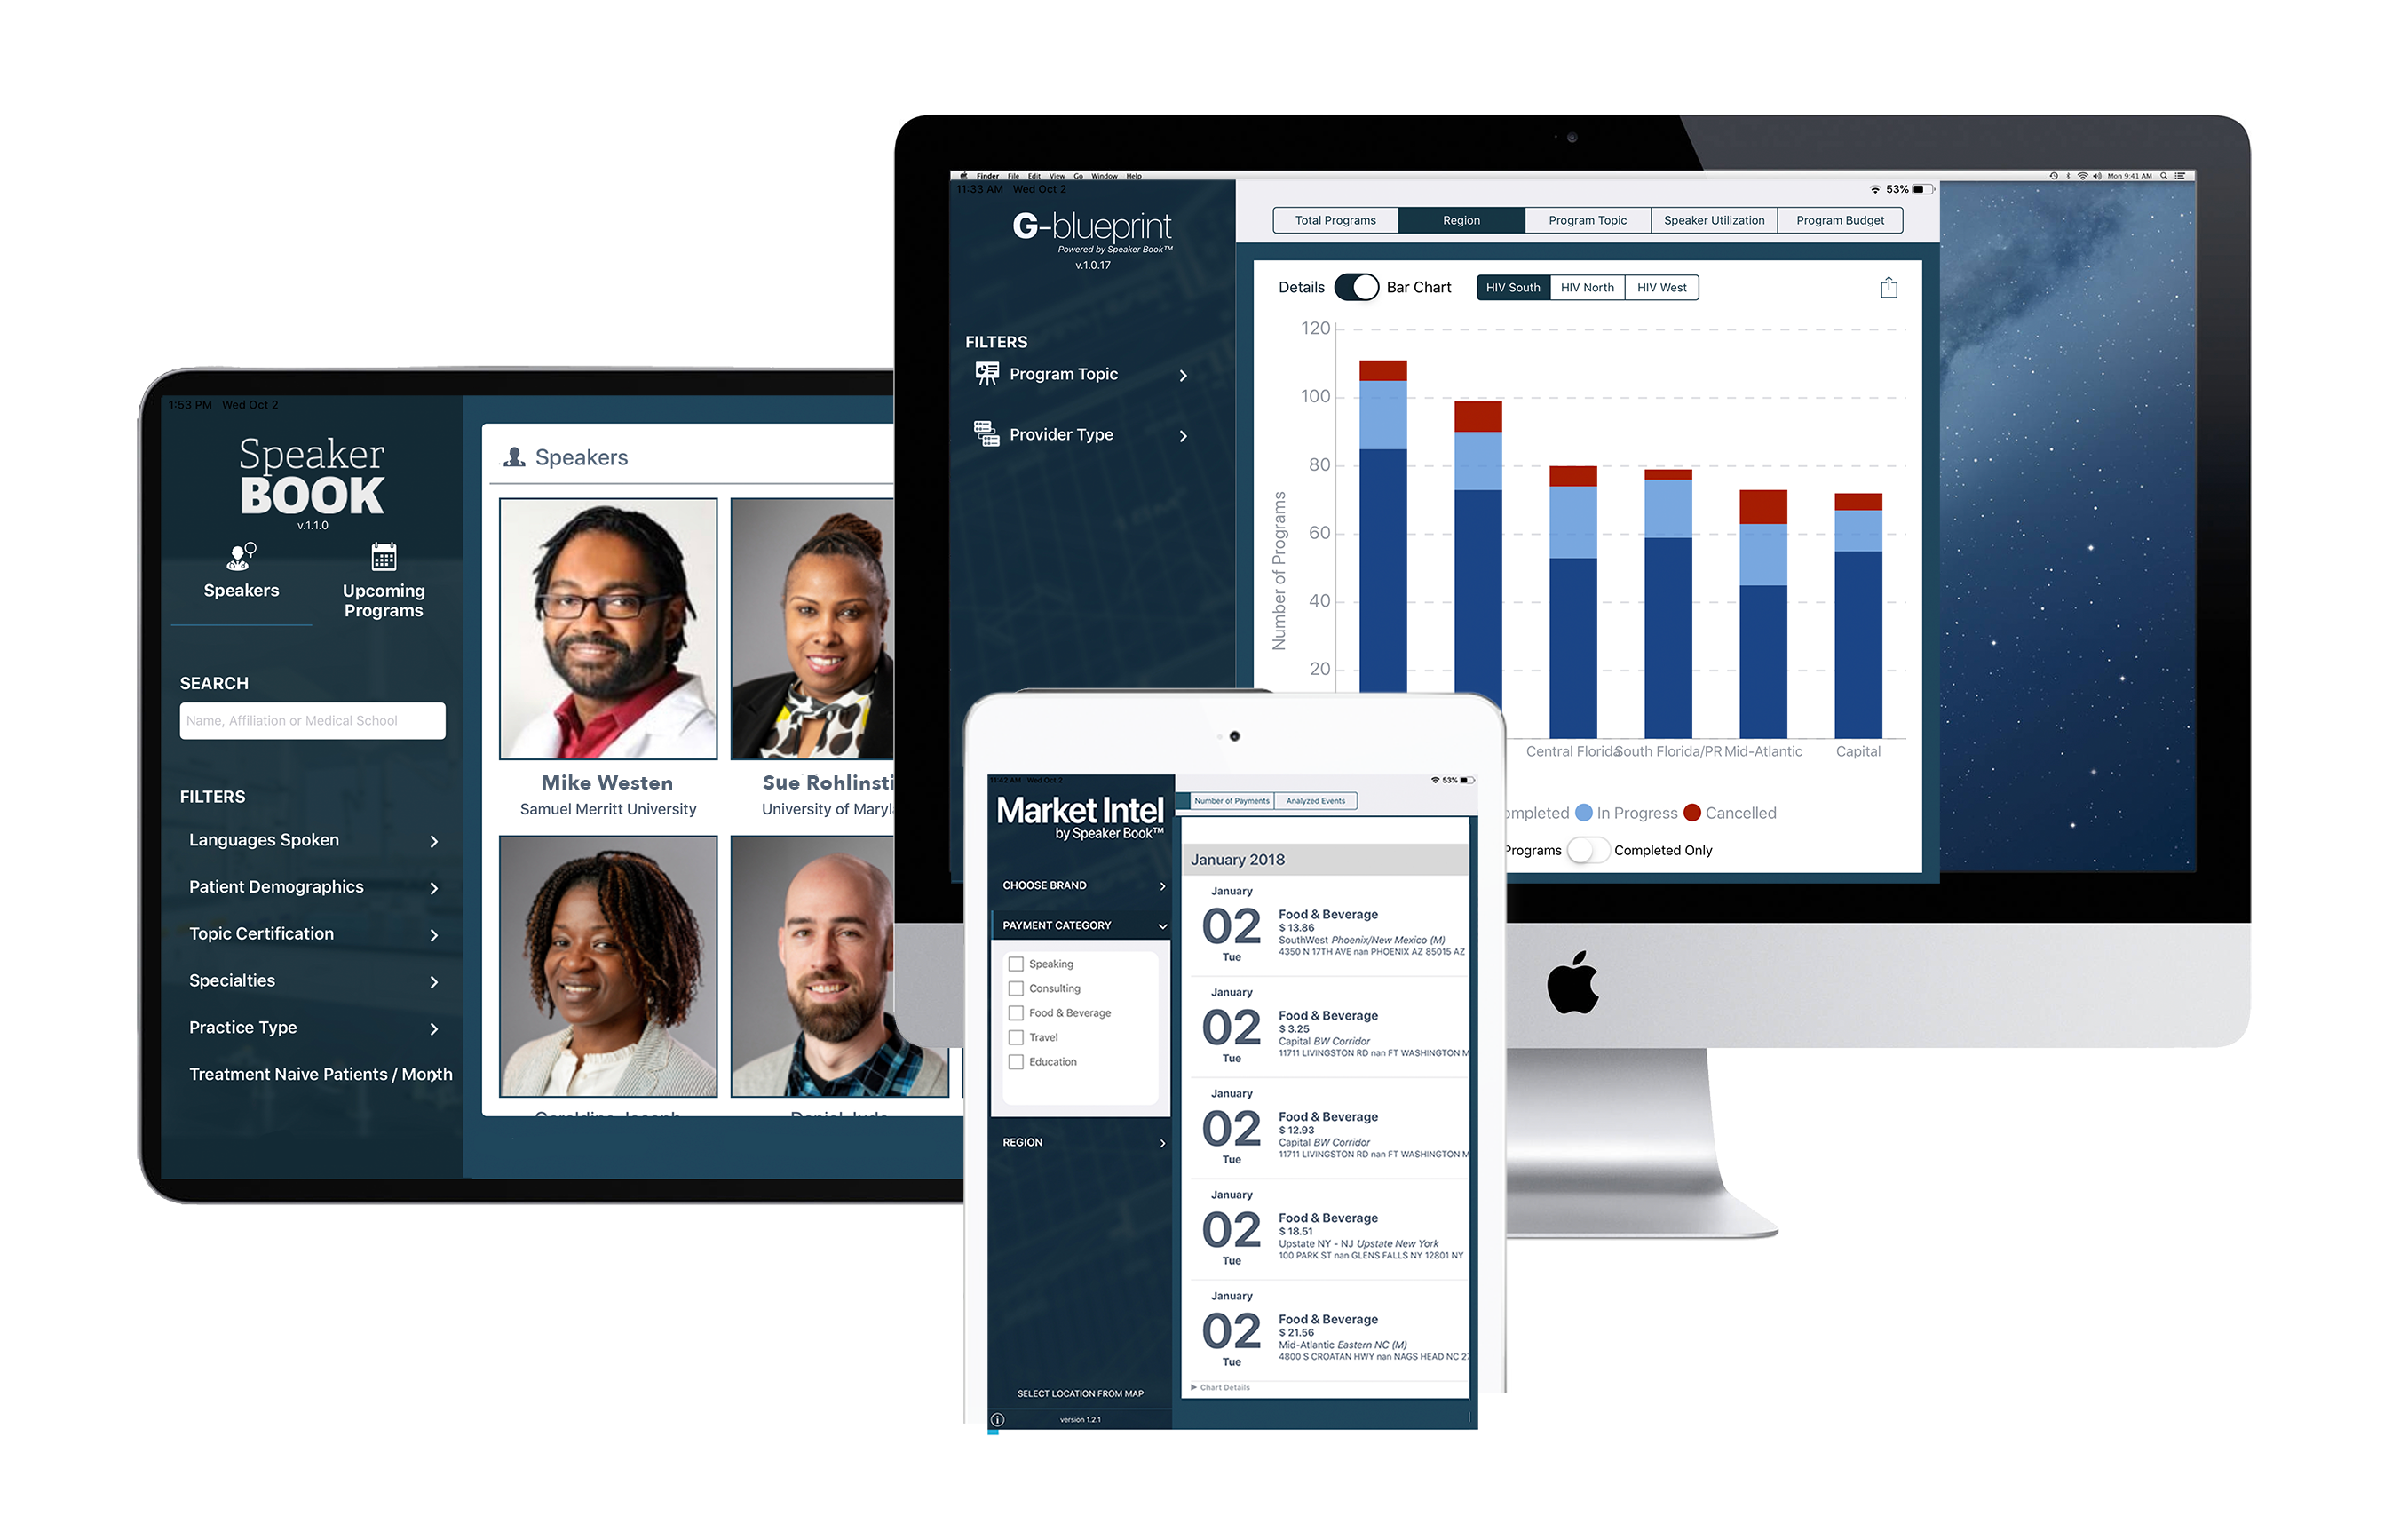 1:53 PM Wed Oct 2
Speaker
BOOK
v.1.1.0
Speakers
Upcoming
Programs
SEARCH
Name, Affiliation or Medical School
FILTERS
Languages Spoken
Patient Demographics
Topic Certification
Specialties
Practice Type
Treatment Naive Patients / Month
Speakers
Mike Westen
Samuel Merritt University
Sue Rohlinsti
University of Maryl
Finder File Edit View Go Window Help
Mon 9:41 AM
11:33 AM Wed Oct 2
53%
G-blueprint
Powered by Speaker Book™
v.1.0.17
FILTERS
Program Topic
Provider Type
Total Programs
Region
Program Topic
Speaker Utilization
Program Budget
Details
Bar Chart
HIV South
HIV North
HIV West
Number of Programs
120
100
80
60
40
20
Central Florida
South Florida/PR
Mid-Atlantic
Capital
ompleted
In Progress
Cancelled
Programs
Completed Only
11:42 AM Wed Oct 2
53%
Market Intel
by Speaker Book™
CHOOSE BRAND
PAYMENT CATEGORY
Speaking
Consulting
Food & Beverage
Travel
Education
REGION
SELECT LOCATION FROM MAP
version 1.2.1
Number of Payments
Analyzed Events
January 2018
January
02
Tue
Food & Beverage
$ 13.86
SouthWest Phoenix/New Mexico (M)
4350 N 17TH AVE nan PHOENIX AZ 85015 AZ
January
02
Tue
Food & Beverage
$ 3.25
Capital BW Corridor
11711 LIVINGSTON RD nan FT WASHINGTON M
January
02
Tue
Food & Beverage
$ 12.93
Capital BW Corridor
11711 LIVINGSTON RD nan FT WASHINGTON M
January
02
Tue
Food & Beverage
$ 18.51
Upstate NY - NJ Upstate New York
100 PARK ST nan GLENS FALLS NY 12801 NY
January
02
Tue
Food & Beverage
$ 21.56
Mid-Atlantic Eastern NC (M)
4800 S CROATAN HWY nan NAGS HEAD NC 27
Chart Details